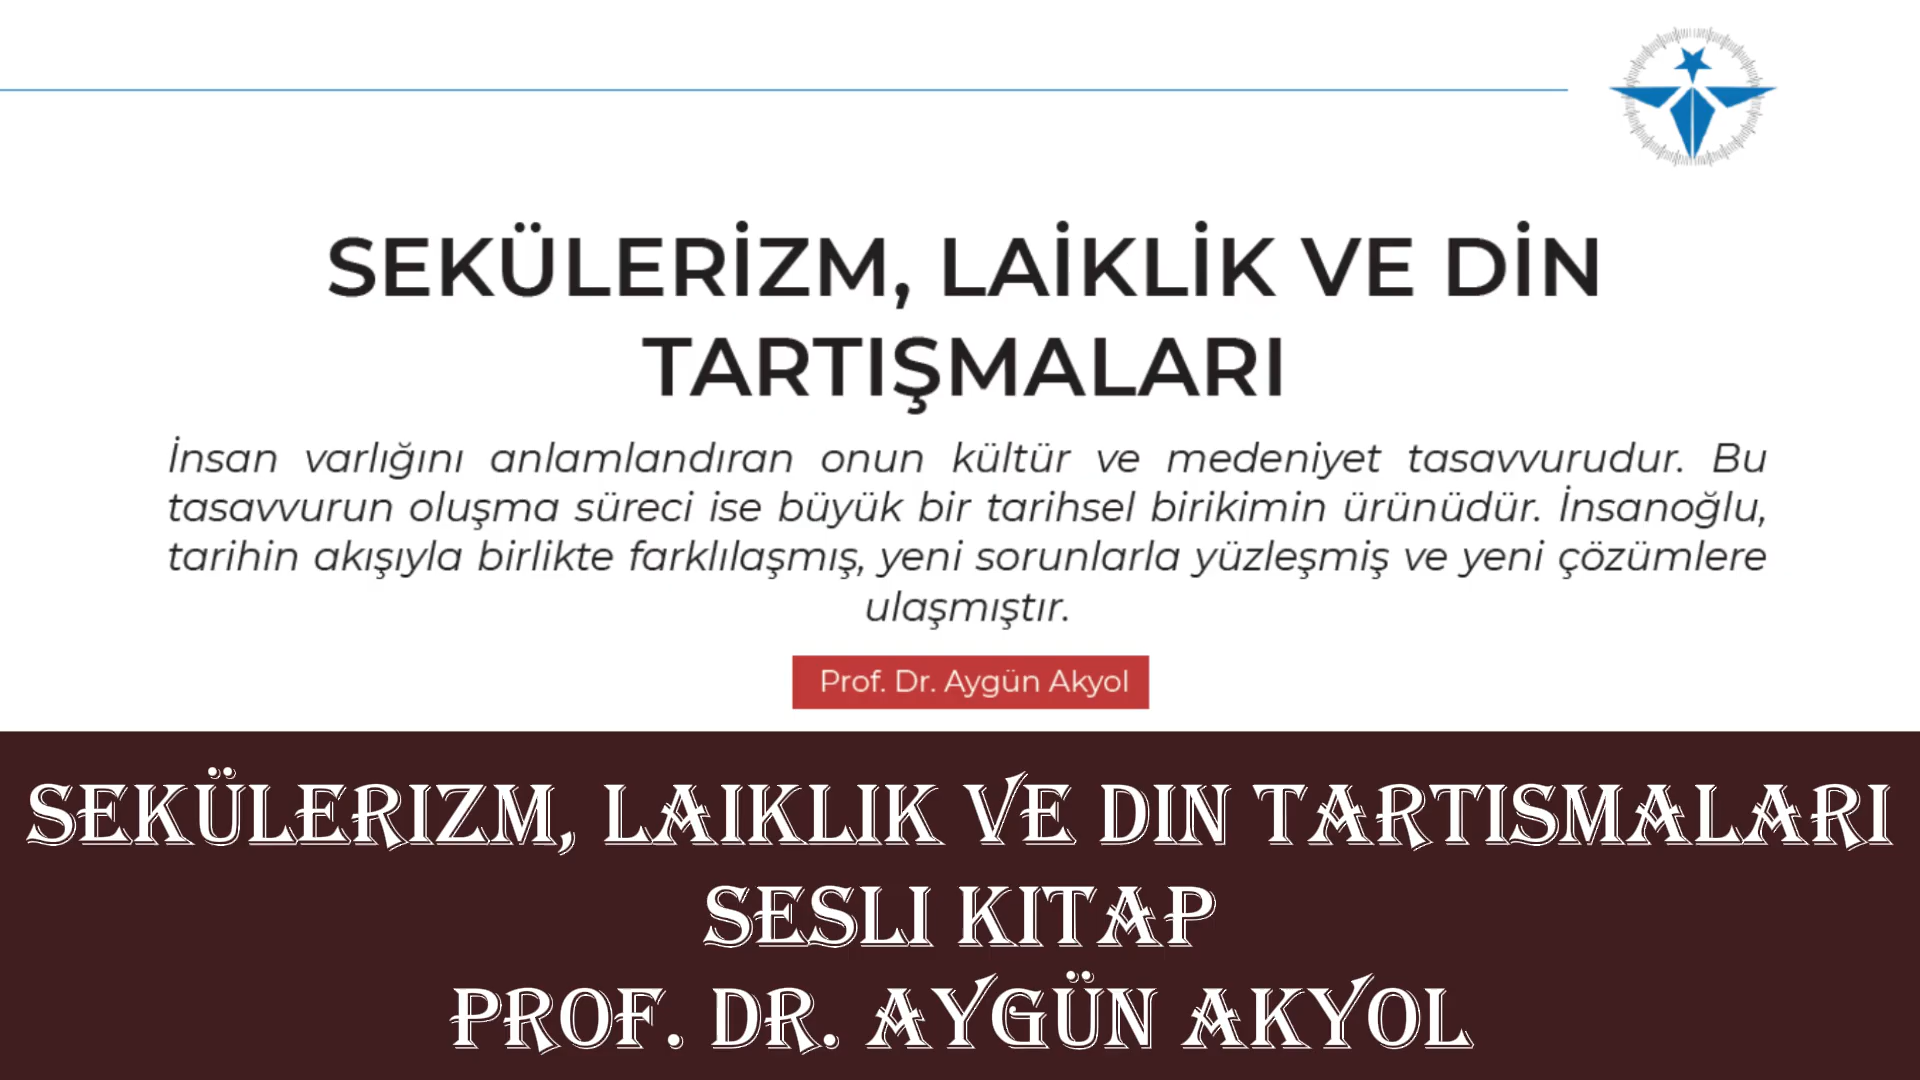 SEKÜLERİZM, LAİKLİK VE DİN
TARTIŞMALARI
İnsan varlığını anlamlandıran onun kültür ve medeniyet tasavvurudur. Bu
tasavvurun oluşma süreci ise büyük bir tarihsel birikimin ürünüdür. İnsanoğlu,
tarihin akışıyla birlikte farklılaşmış, yeni sorunlarla yüzleşmiş ve yeni çözümlere
ulaşmıştır.
Prof. Dr. Aygün Akyol
SEKÜLERIZM, LAIKLIK VE DIN TARTISMALARI
SESLI KITAP
PROF. DR. AYGÜN AKYOL